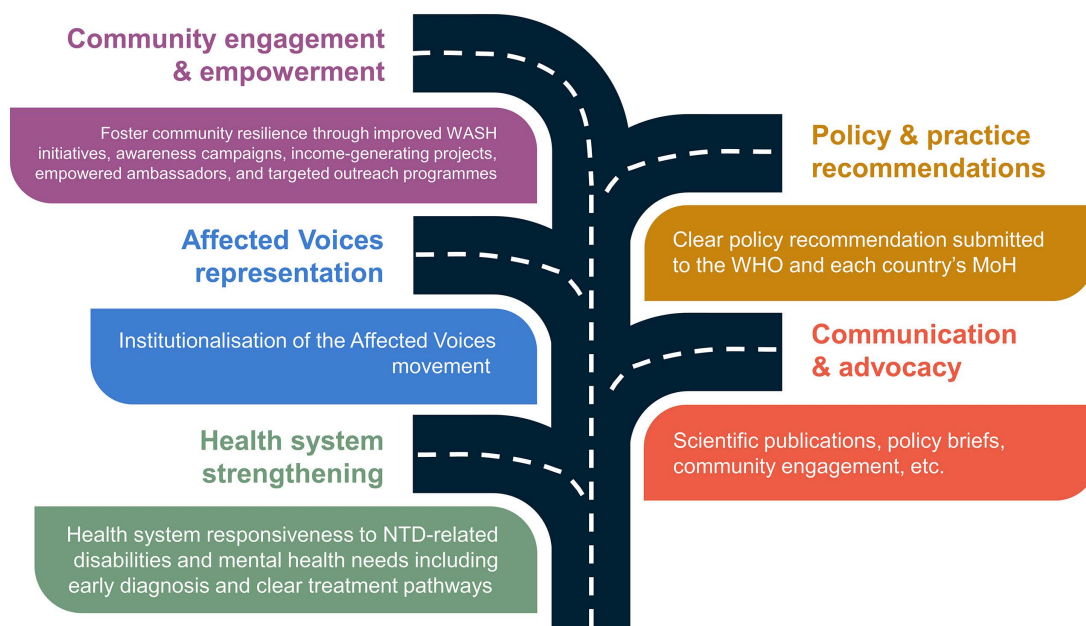 Community engagement
& empowerment
Foster community resilience through improved WASH
initiatives, awareness campaigns, income-generating projects,
empowered ambassadors, and targeted outreach programmes
Policy & practice
recommendations
Clear policy recommendation submitted
to the WHO and each country’s MoH
Affected Voices
representation
Institutionalisation of the Affected Voices
movement
Communication
& advocacy
Scientific publications, policy briefs,
community engagement, etc.
Health system
strengthening
Health system responsiveness to NTD-related
disabilities and mental health needs including
early diagnosis and clear treatment pathways